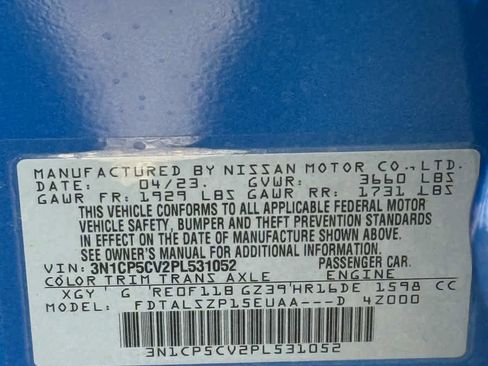 MANUFACTURED BY NISSAN MOTOR CO., LTD.
DATE: 04/23. GVWR: 3660 LBS
GAWR FR: 1929 LBS GAWR RR: 1731 LBS
THIS VEHICLE CONFORMS TO ALL APPLICABLE FEDERAL MOTOR
VEHICLE SAFETY, BUMPER, AND THEFT PREVENTION STANDARDS
IN EFFECT ON THE DATE OF MANUFACTURE SHOWN ABOVE.
SEE OWNER'S MANUAL FOR ADDITIONAL INFORMATION.
VIN: 3N1CP5CV2PL531052 PASSENGER CAR.
COLOR TRIM TRANS AXLE ENGINE
XGY G RE0F11B GZ39 HR16DE 1598 CC
MODEL: FDTALSZP15EUAA---D 4Z000
3N1CP5CV2PL531052